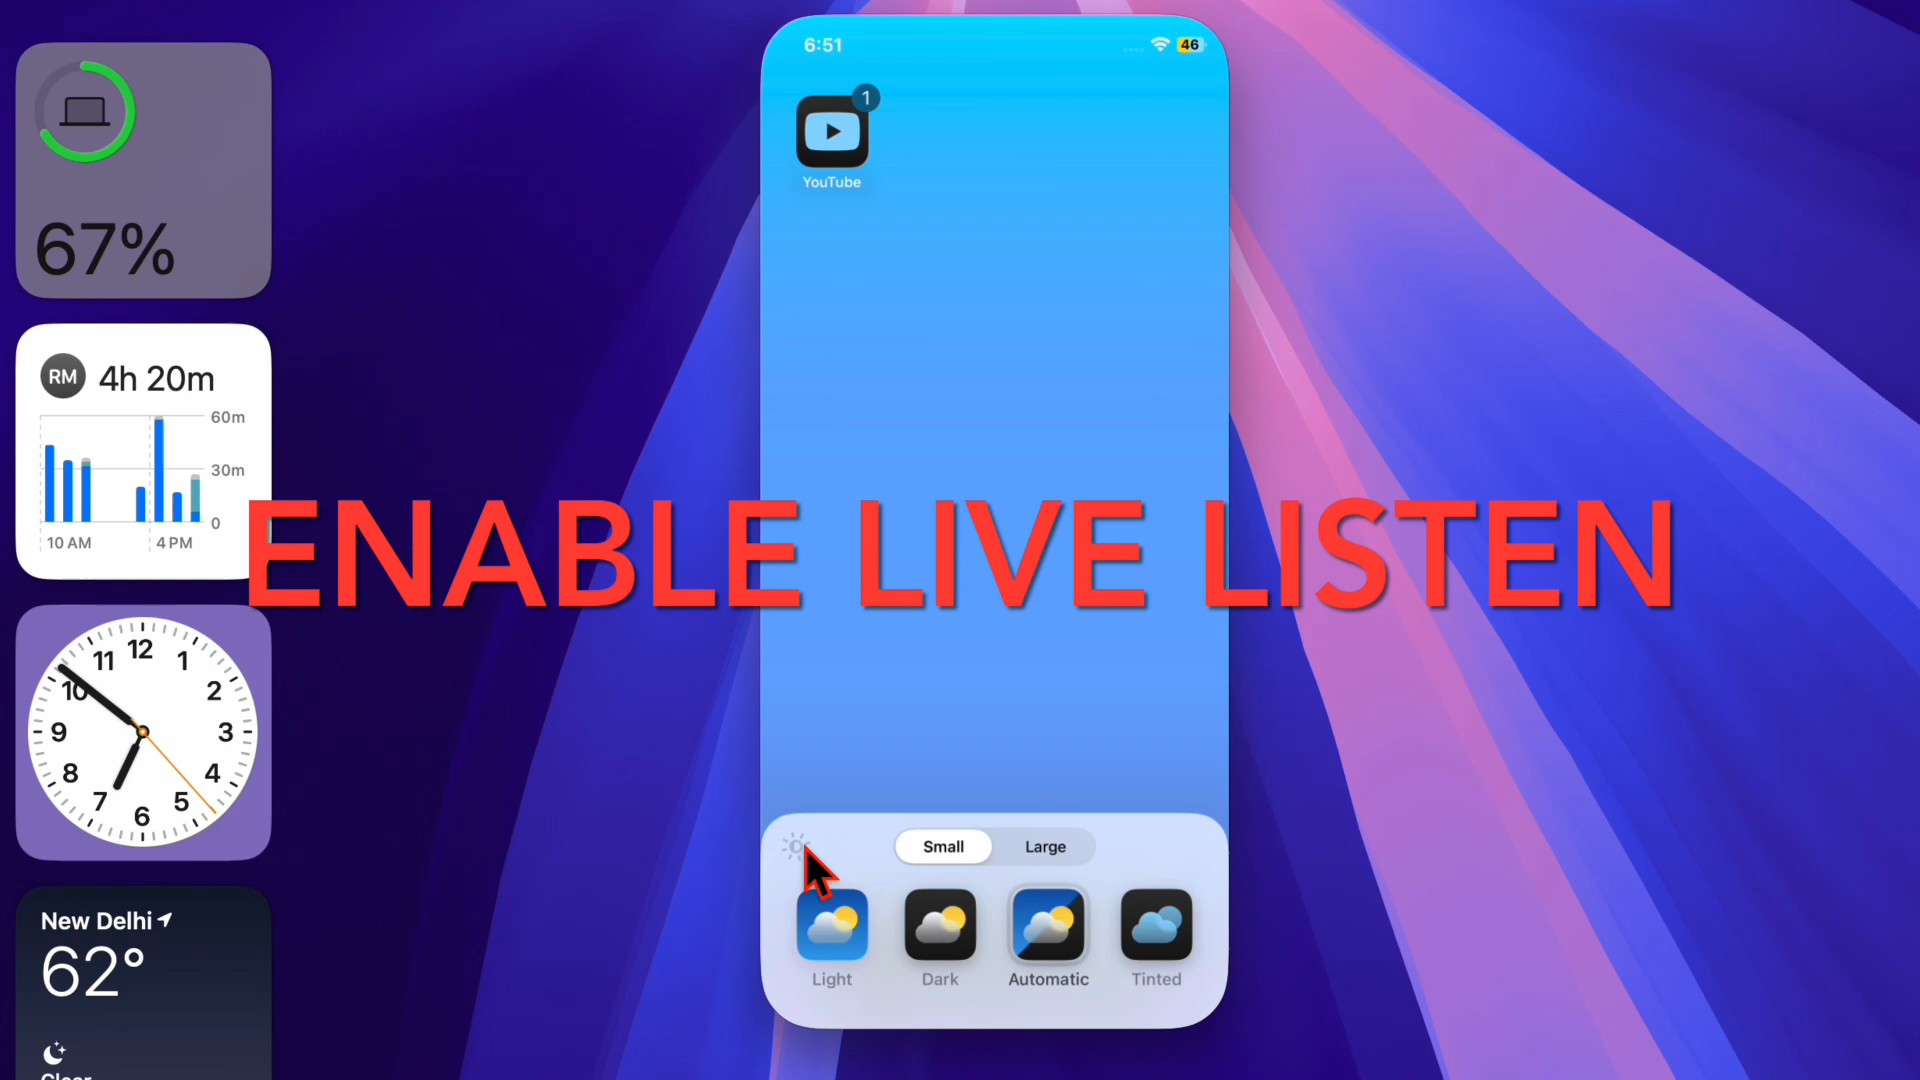 67%
RM 4h 20m
60m
30m
0
10 AM
4 PM
12
11
1
10
2
9
3
8
4
7
5
6
New Delhi
62°
Clear
6:51
46
1
YouTube
ENABLE LIVE LISTEN
Small
Large
Light
Dark
Automatic
Tinted